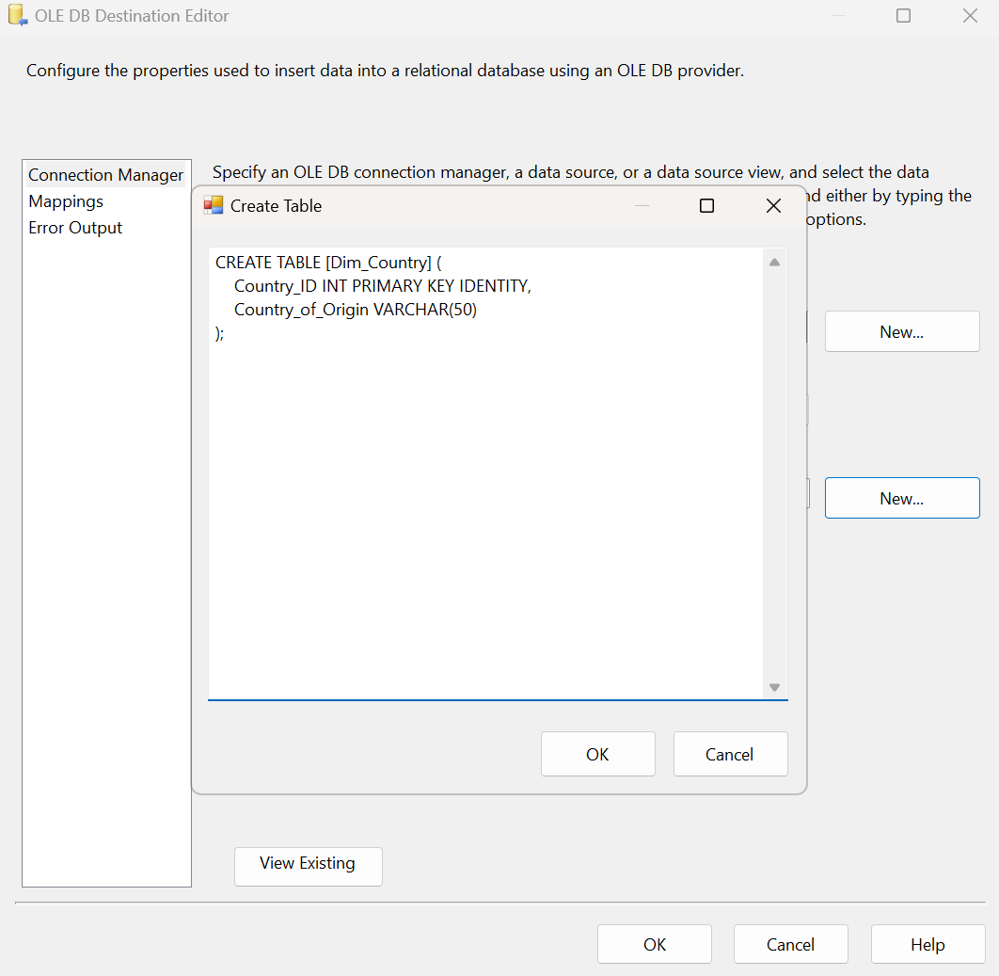 OLE DB Destination Editor
Configure the properties used to insert data into a relational database using an OLE DB provider.
Connection Manager
Mappings
Error Output
Specify an OLE DB connection manager, a data source, or a data source view, and select the data
either by typing the
options.
Create Table
CREATE TABLE [Dim_Country] (
Country_ID INT PRIMARY KEY IDENTITY,
Country_of_Origin VARCHAR(50)
);
New...
New...
OK
Cancel
View Existing
OK
Cancel
Help